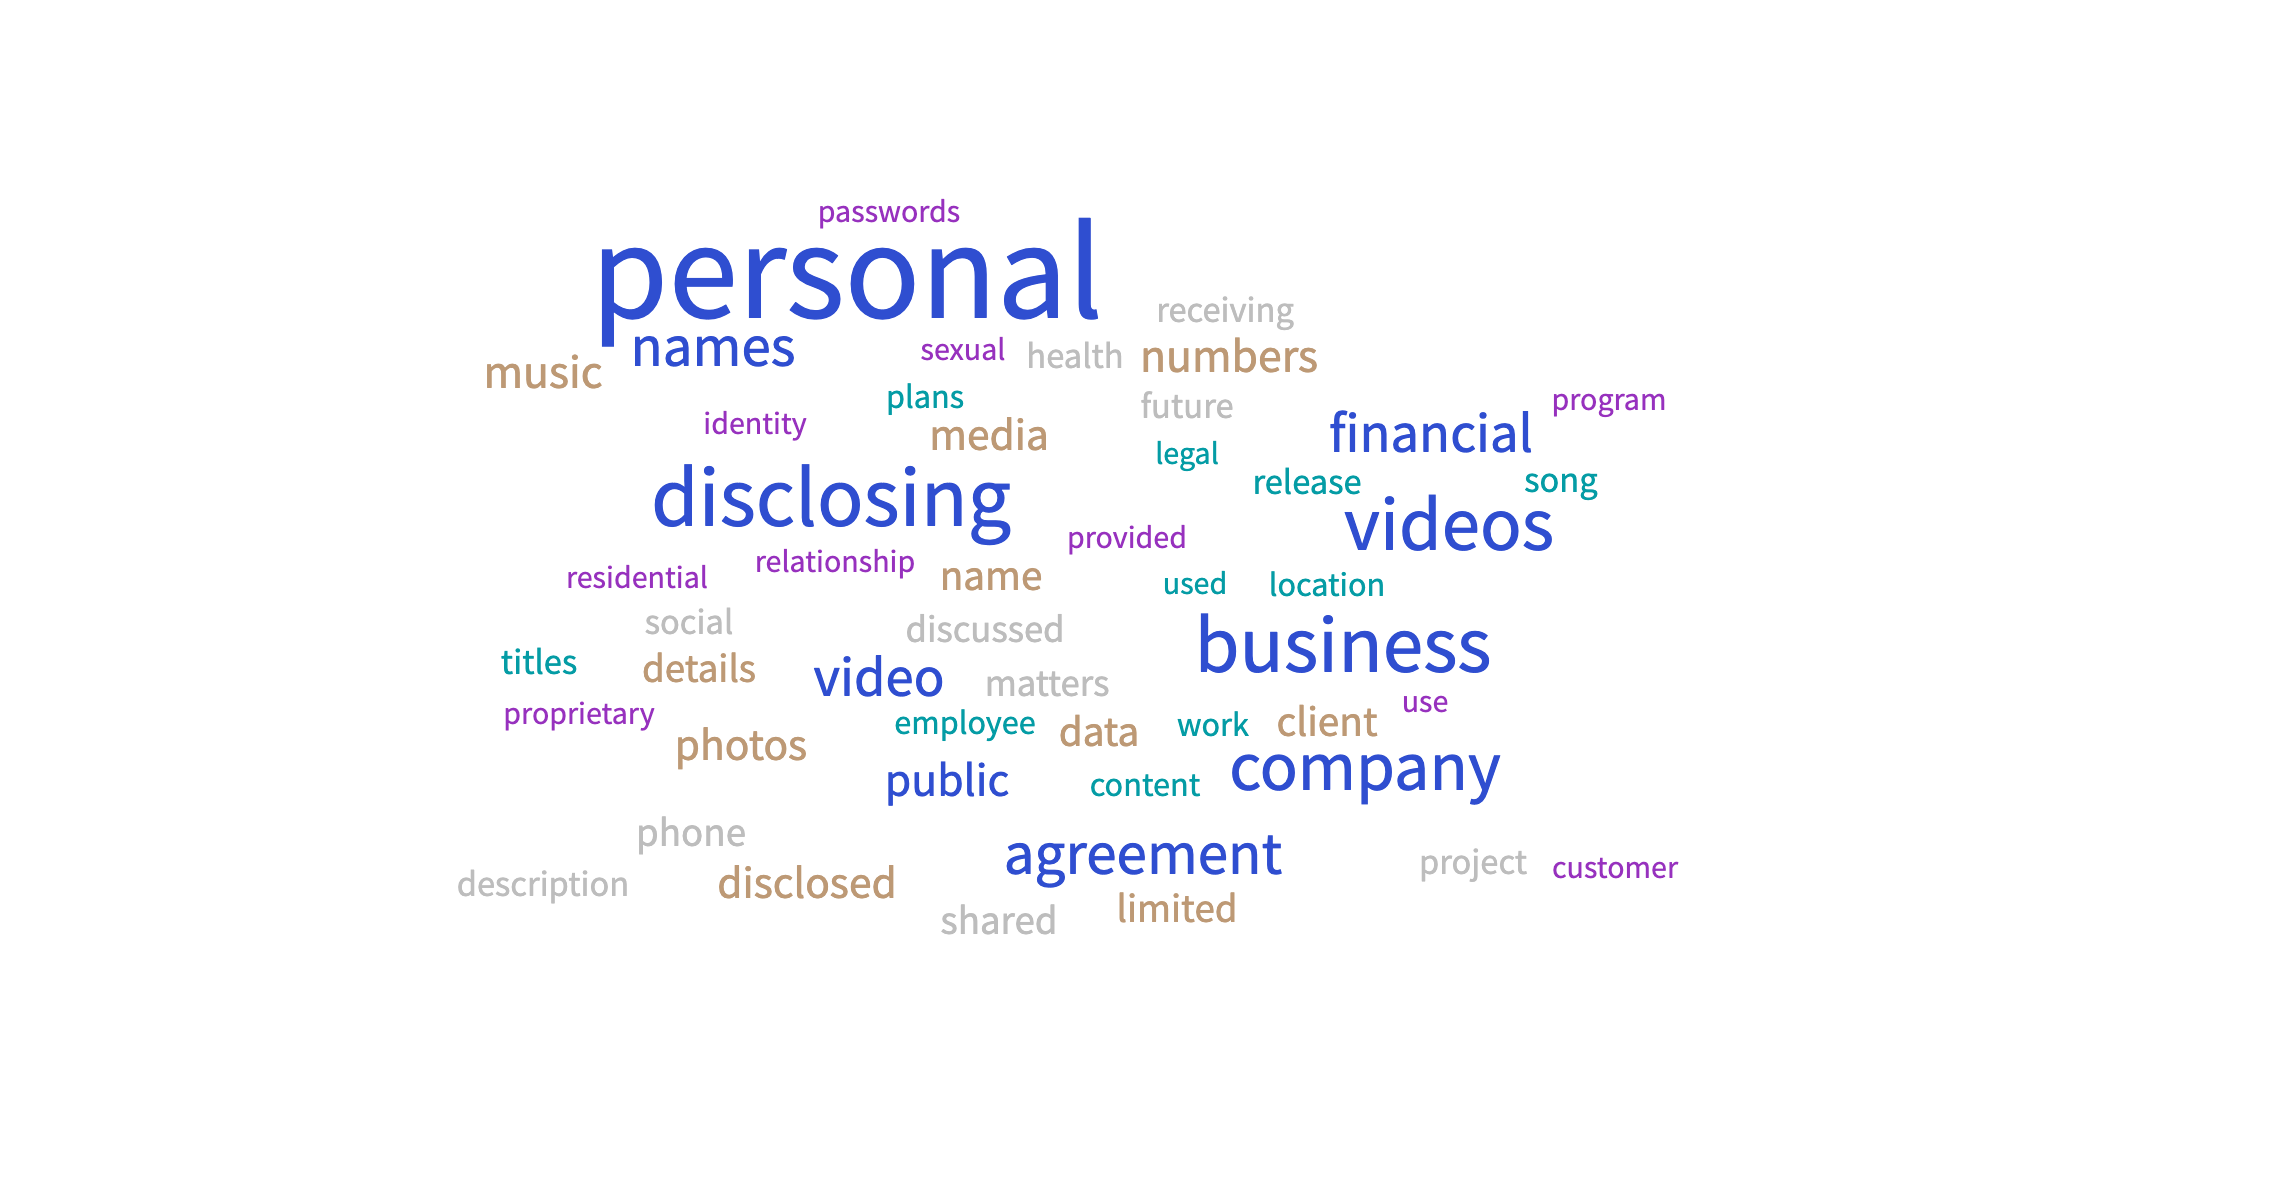 passwords
personal
receiving
names
sexual
health
numbers
music
plans
future
program
identity
media
financial
legal
release
song
disclosing
videos
provided
relationship
residential
name
used
location
social
discussed
business
titles
details
video
matters
use
proprietary
employee
data
work
client
photos
company
public
content
phone
agreement
project
customer
description
disclosed
limited
shared